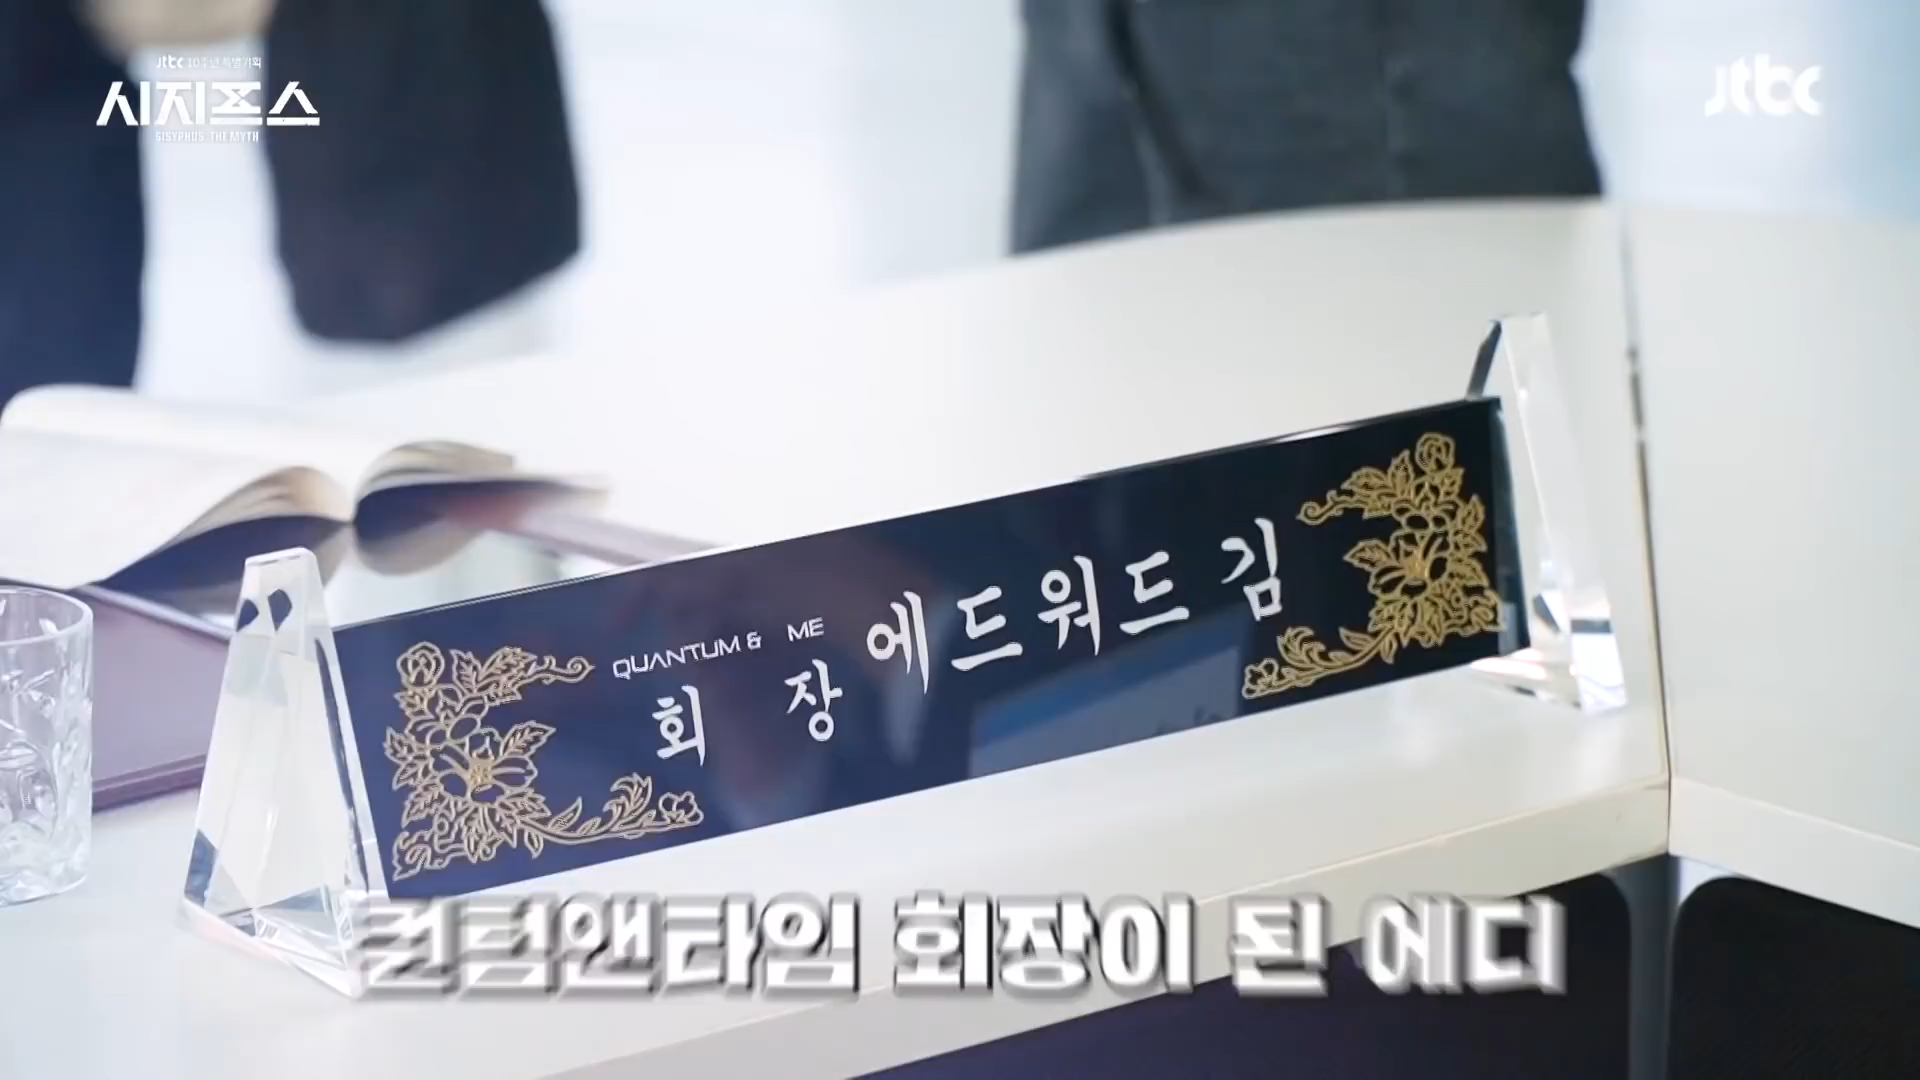 jtbc 10주년 특별기획
시지프스
SISYPHUS: THE MYTH
jtbc
QUANTUM & ME
회 장 에드워드 김
퀀텀앤타임 회장이 된 에디